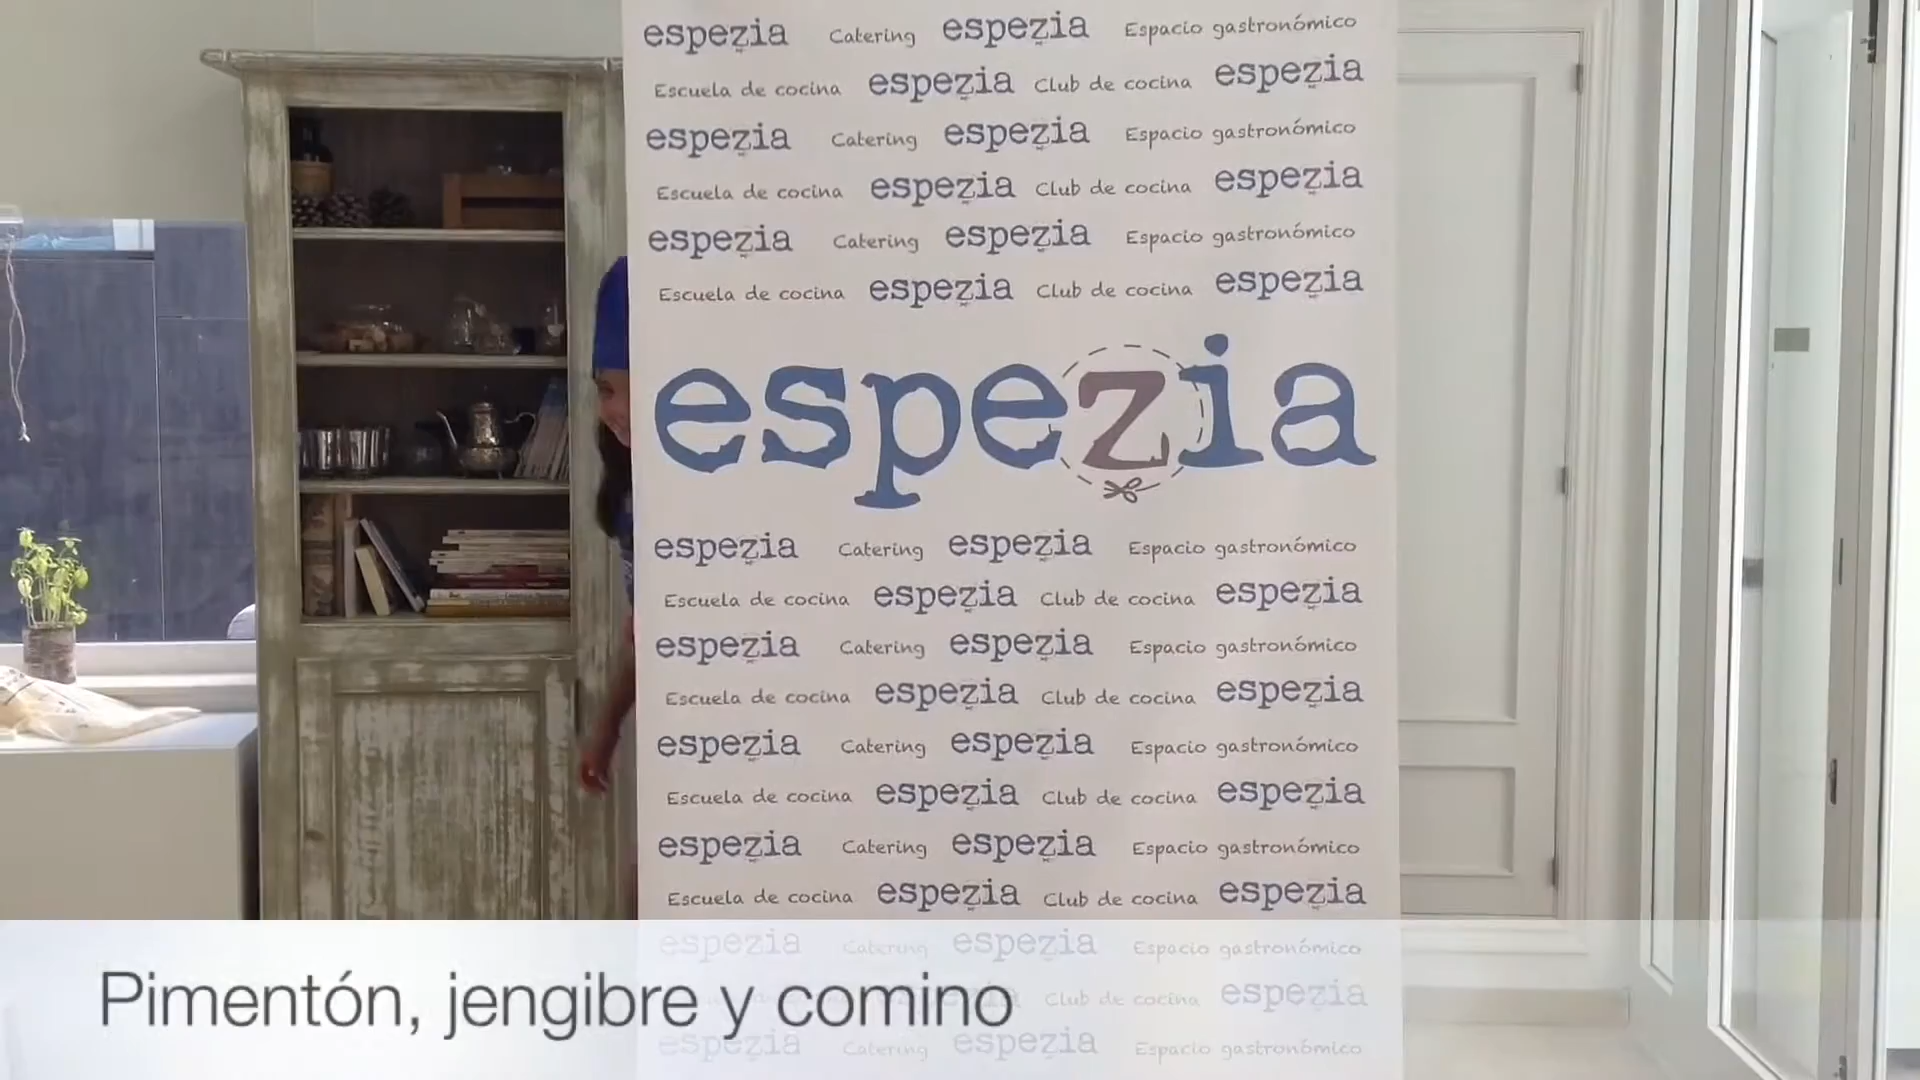 espezia Catering espezia Espacio gastronómico
Escuela de cocina espezia Club de cocina espezia
espezia Catering espezia Espacio gastronómico
Escuela de cocina espezia Club de cocina espezia
espezia Catering espezia Espacio gastronómico
Escuela de cocina espezia Club de cocina espezia
espezia
espezia Catering espezia Espacio gastronómico
Escuela de cocina espezia Club de cocina espezia
espezia Catering espezia Espacio gastronómico
Escuela de cocina espezia Club de cocina espezia
espezia Catering espezia Espacio gastronómico
Escuela de cocina espezia Club de cocina espezia
espezia Catering espezia Espacio gastronómico
Escuela de cocina espezia Club de cocina espezia
espezia Catering espezia Espacio gastronómico
Pimentón, jengibre y comino
Club de cocina espezia
espezia Catering espezia Espacio gastronómico